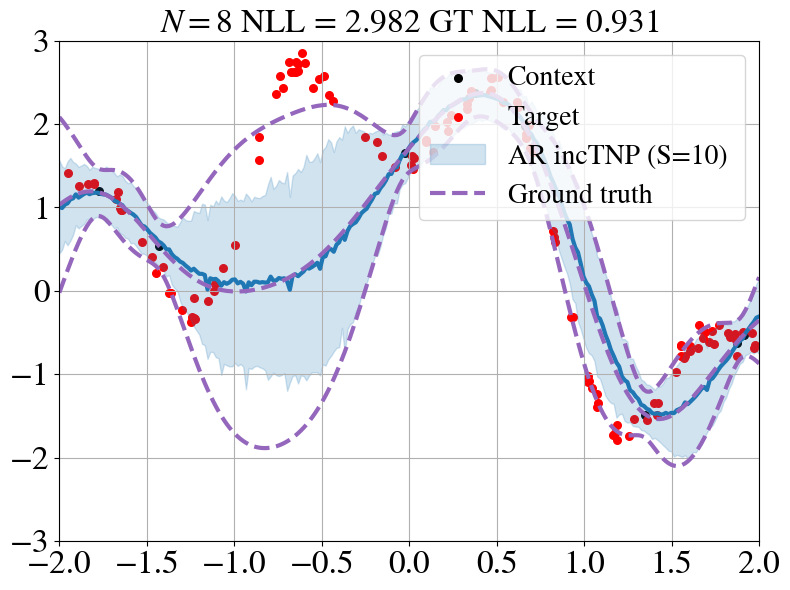 N = 8 NLL = 2.982 GT NLL = 0.931
3
2
1
0
−1
−2
−3
Context
Target
AR incTNP (S=10)
Ground truth
−2.0 −1.5 −1.0 −0.5 0.0 0.5 1.0 1.5 2.0